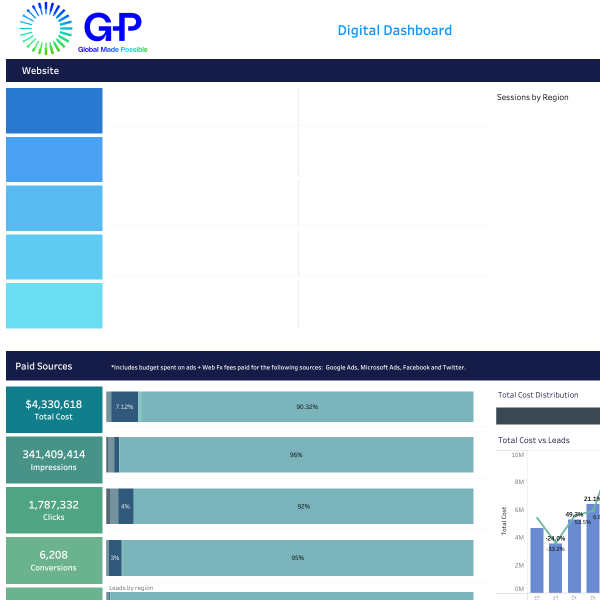 G-P
Global Made Possible
Digital Dashboard
Website
Sessions by Region
Paid Sources
*Includes budget spent on ads + Web Fx fees paid for the following sources: Google Ads, Microsoft Ads, Facebook and Twitter.
$4,330,618
Total Cost
7.12%
90.32%
Total Cost Distribution
341,409,414
Impressions
96%
Total Cost vs Leads
1,787,332
Clicks
4%
92%
6,208
Conversions
3%
95%
Leads by region
Total Cost
10M
8M
6M
4M
2M
0M
21.1%
49.3%
53.5%
-24.0%
-33.2%